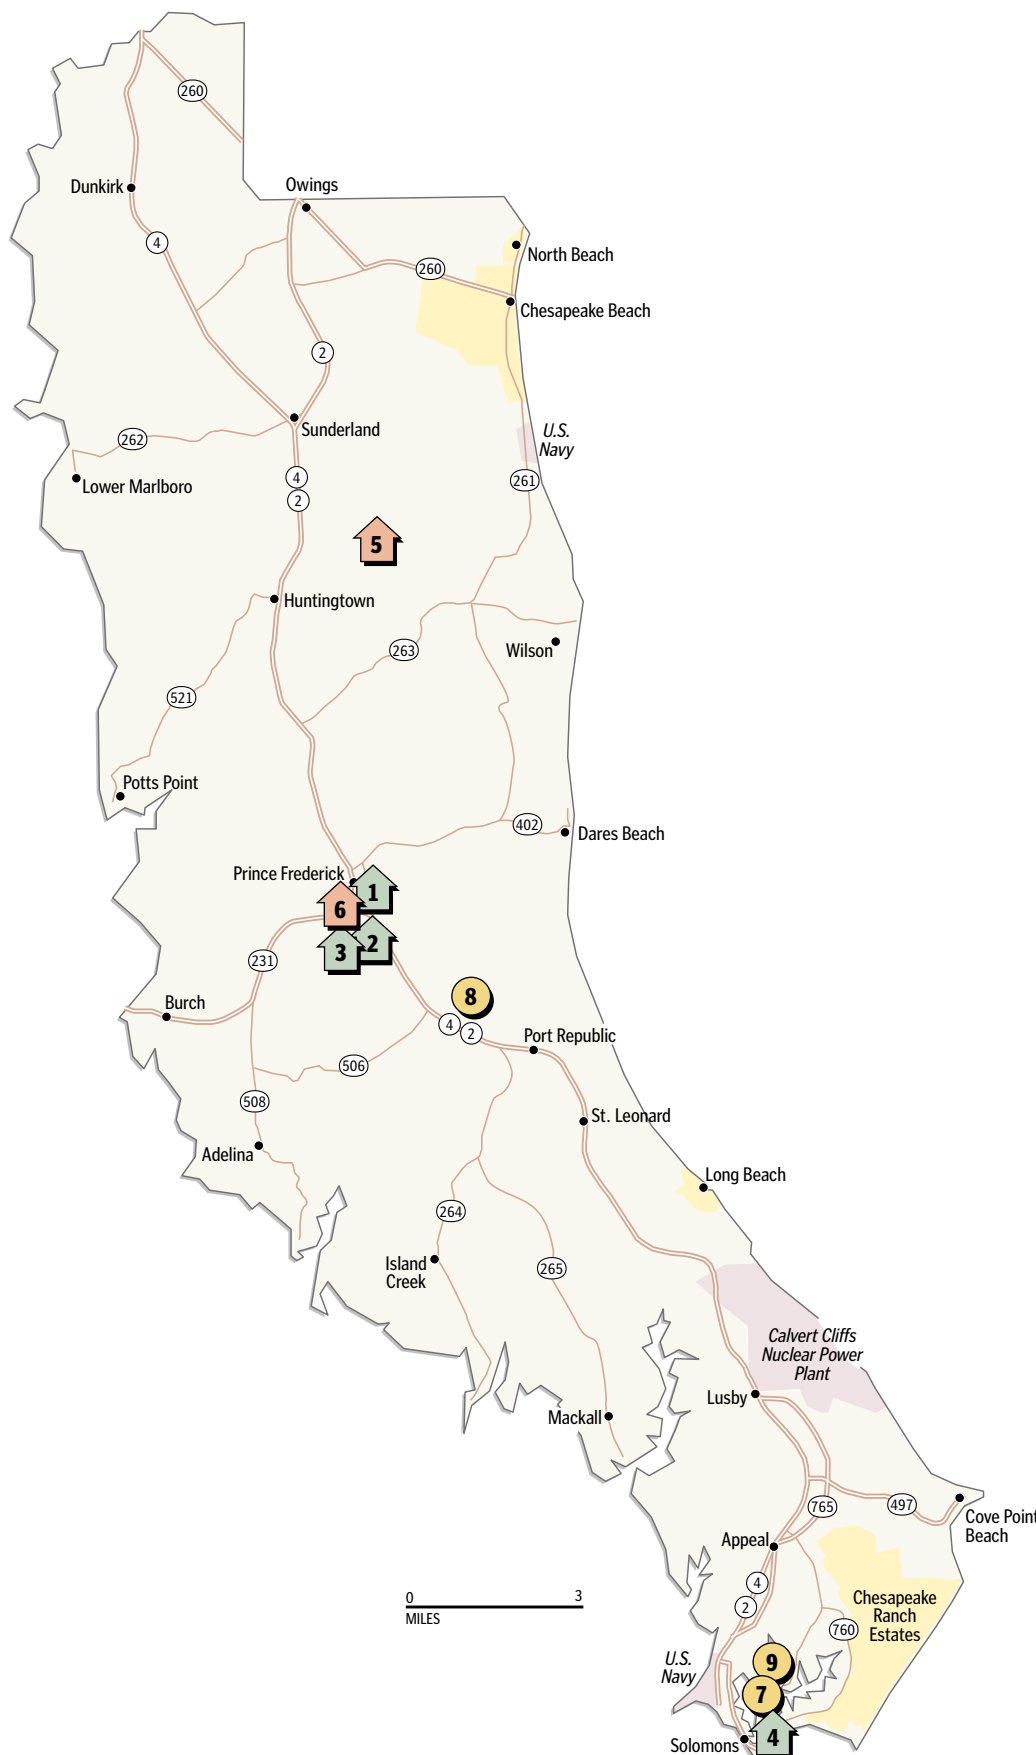 260
Dunkirk
Owings
4
North Beach
260
Chesapeake Beach
2
Sunderland
262
U.S.
Navy
4
261
Lower Marlboro
2
5
Huntingtown
263
Wilson
521
Potts Point
402
Dares Beach
Prince Frederick
1
6
2
3
231
8
Burch
4
2
Port Republic
506
508
St. Leonard
Adelina
Long Beach
264
Island
Creek
265
Calvert Cliffs
Nuclear Power
Plant
Lusby
Mackall
765
497
Cove Point
Beach
Appeal
4
2
0
3
MILES
Chesapeake
Ranch
Estates
760
U.S.
Navy
9
7
4
Solomons